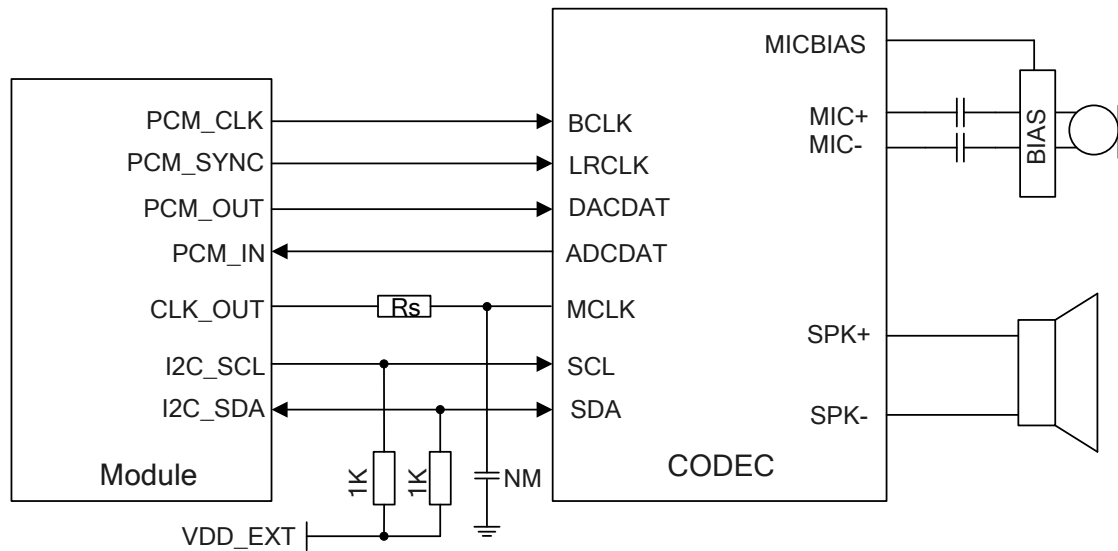 MICBIAS
PCM_CLK
BCLK
MIC+
MIC-
BIAS
PCM_SYNC
LRCLK
PCM_OUT
DACDAT
PCM_IN
ADCDAT
CLK_OUT
Rs
MCLK
SPK+
I2C_SCL
SCL
I2C_SDA
SDA
SPK-
Module
1K
1K
NM
CODEC
VDD_EXT